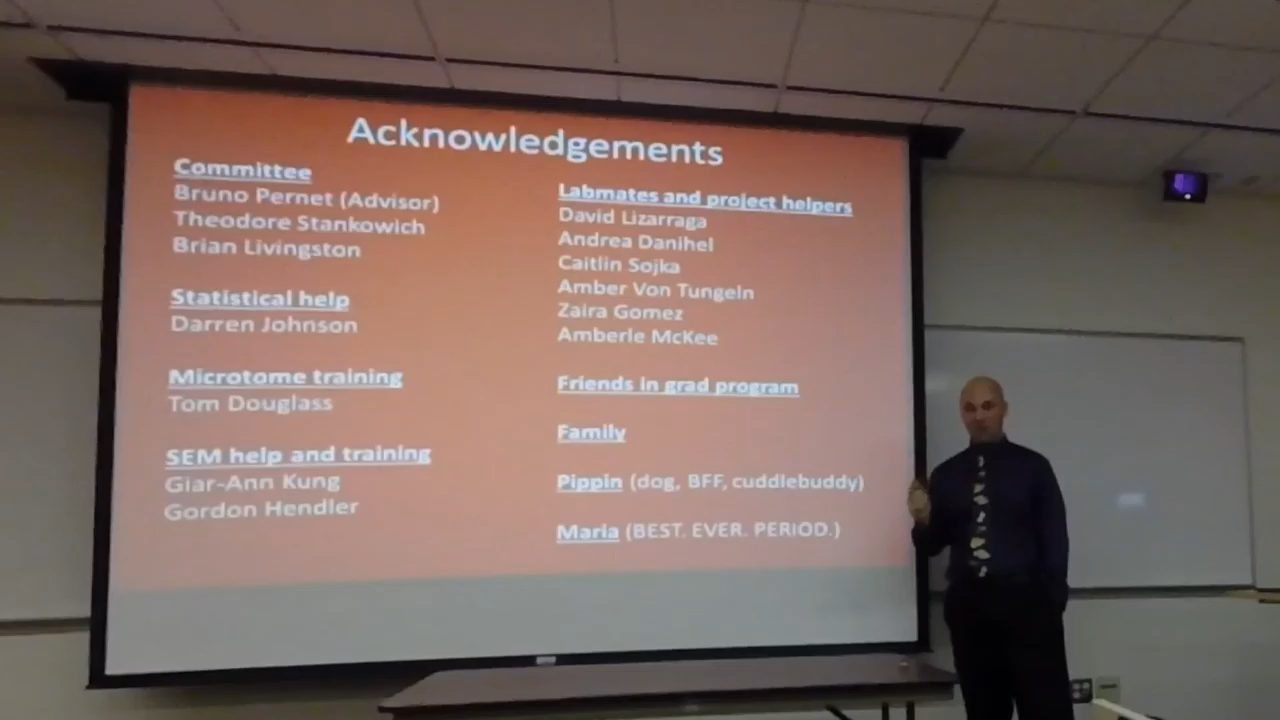 Acknowledgements
Committee
Bruno Pernet (Advisor)
Theodore Stankowich
Brian Livingston
Statistical help
Darren Johnson
Microtome training
Tom Douglass
SEM help and training
Giar-Ann Kung
Gordon Hendler
Labmates and project helpers
David Lizarraga
Andrea Danihel
Caitlin Sojka
Amber Von Tungeln
Zaira Gomez
Amberle McKee
Friends in grad program
Family
Pippin (dog, BFF, cuddlebuddy)
Maria (BEST. EVER. PERIOD.)